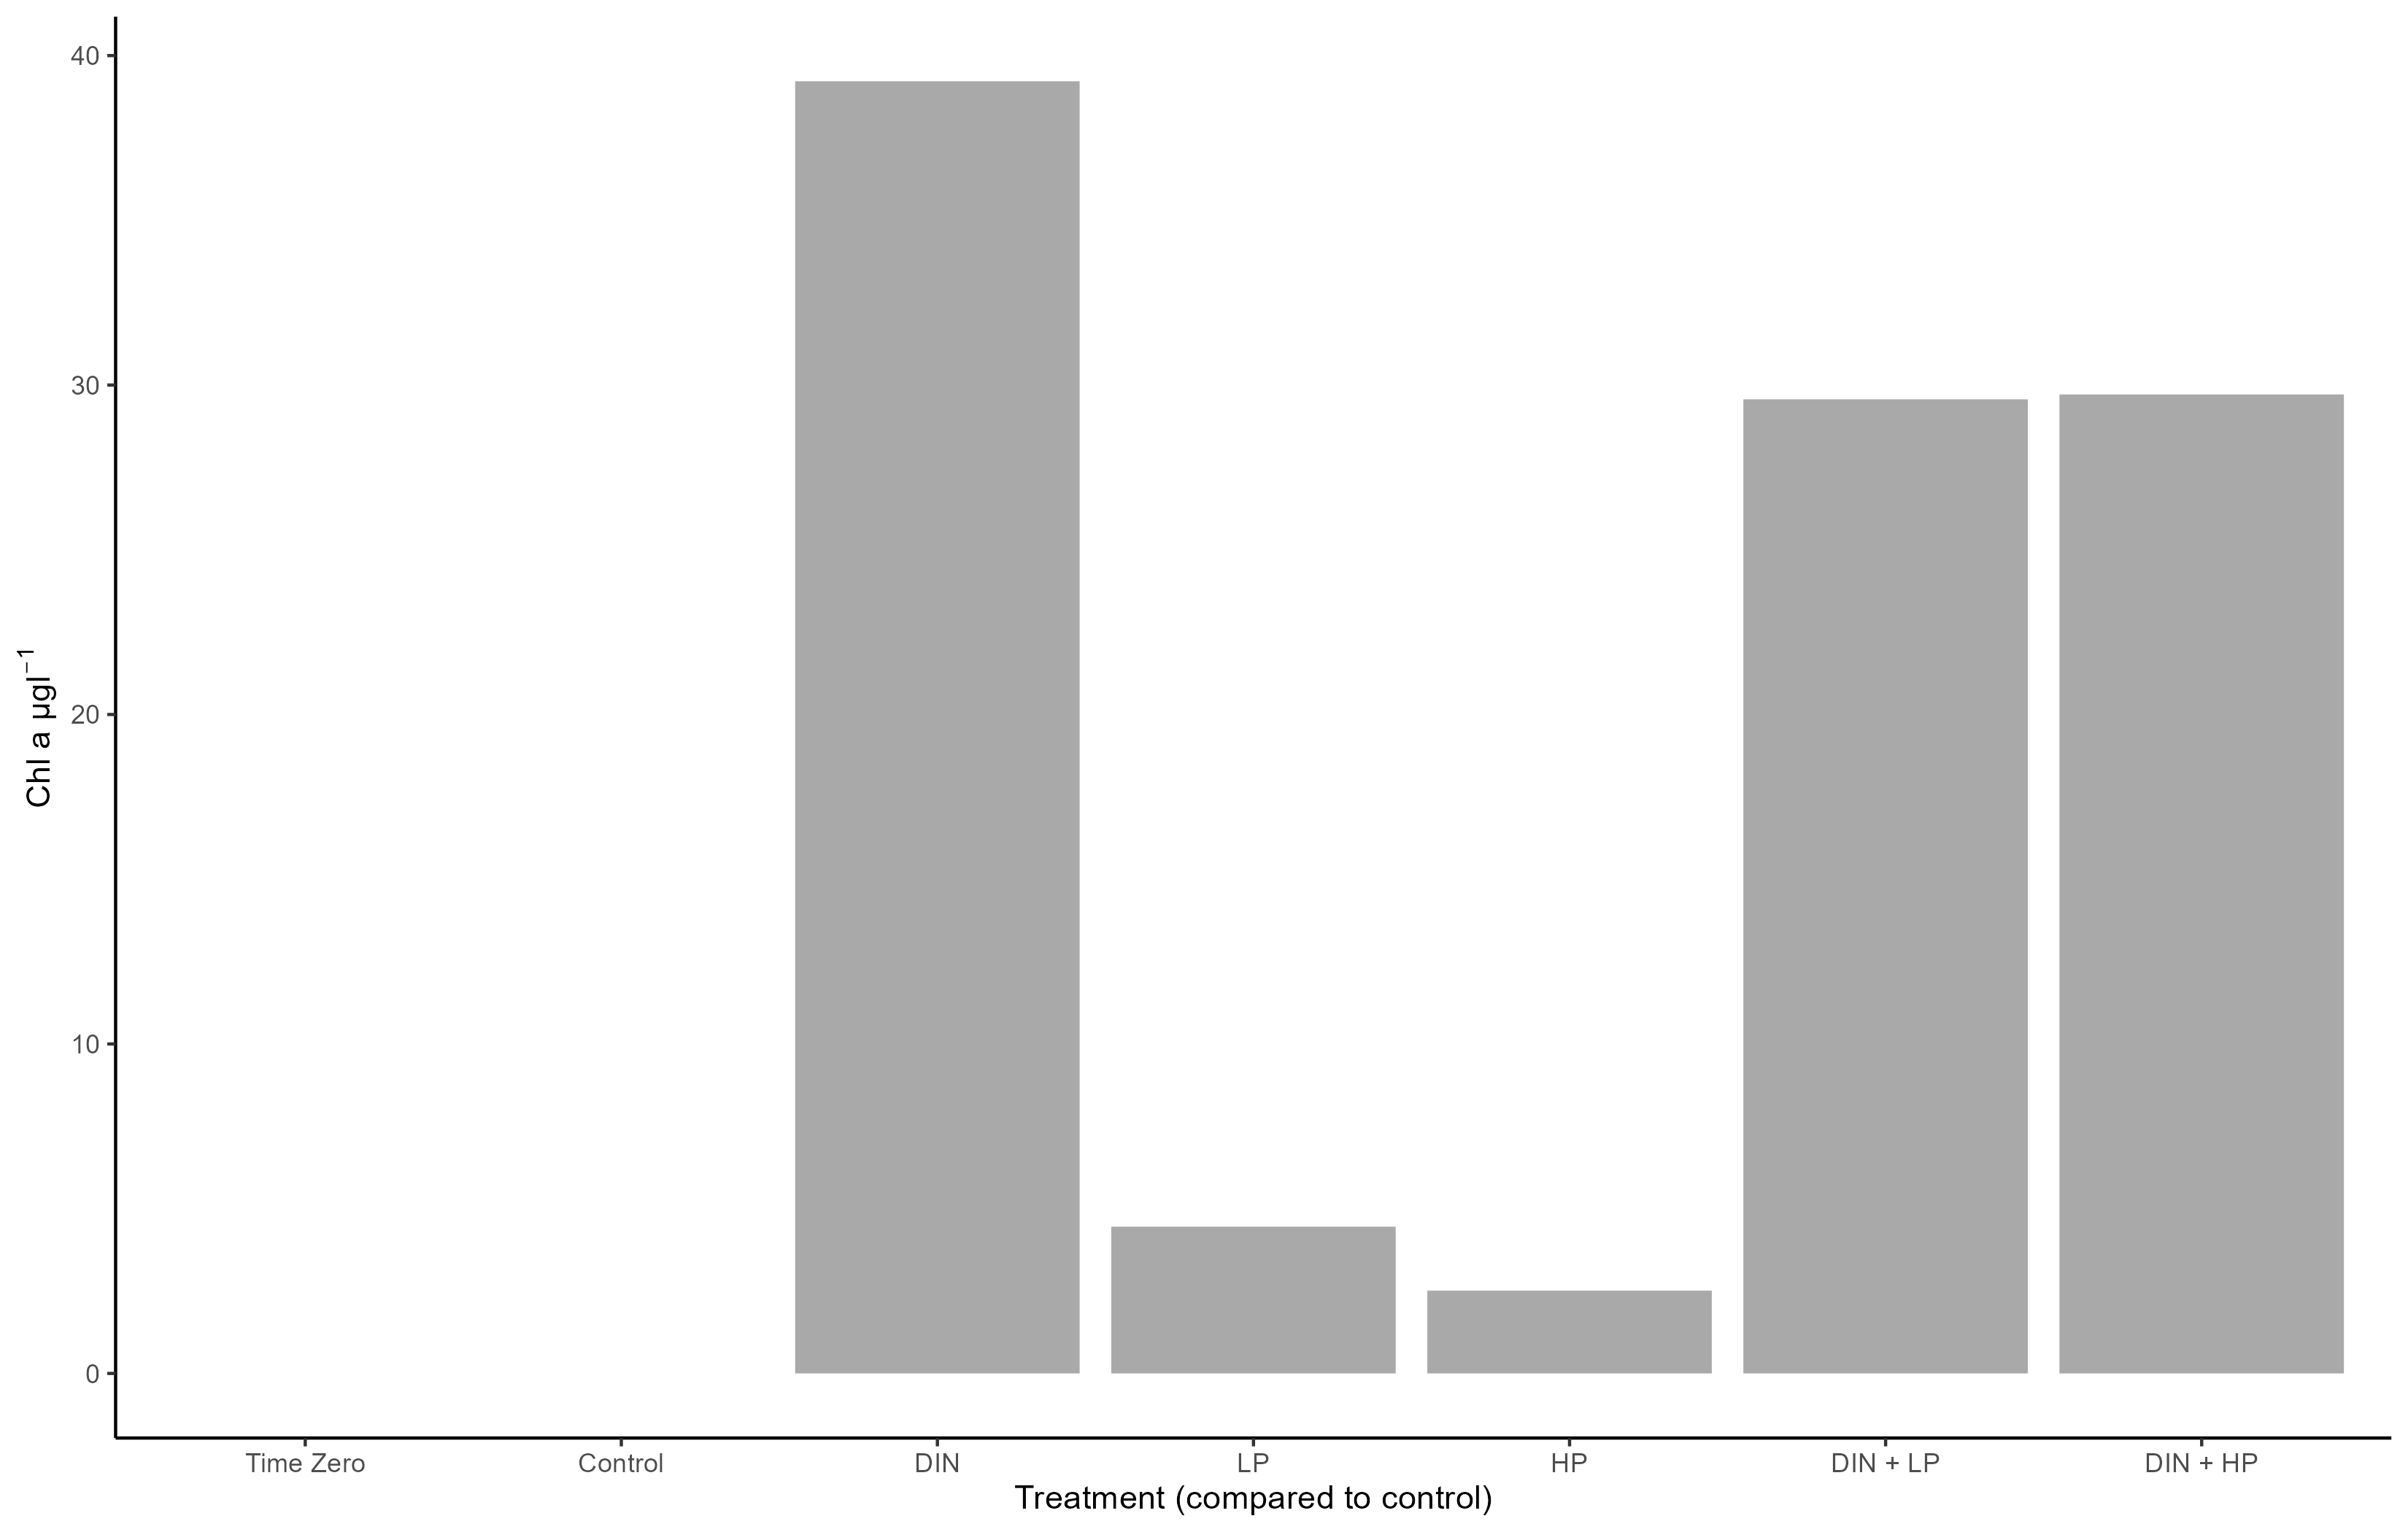 40
30
20
10
0
Chl a µgl⁻¹
Time Zero Control DIN LP HP DIN + LP DIN + HP
Treatment (compared to control)